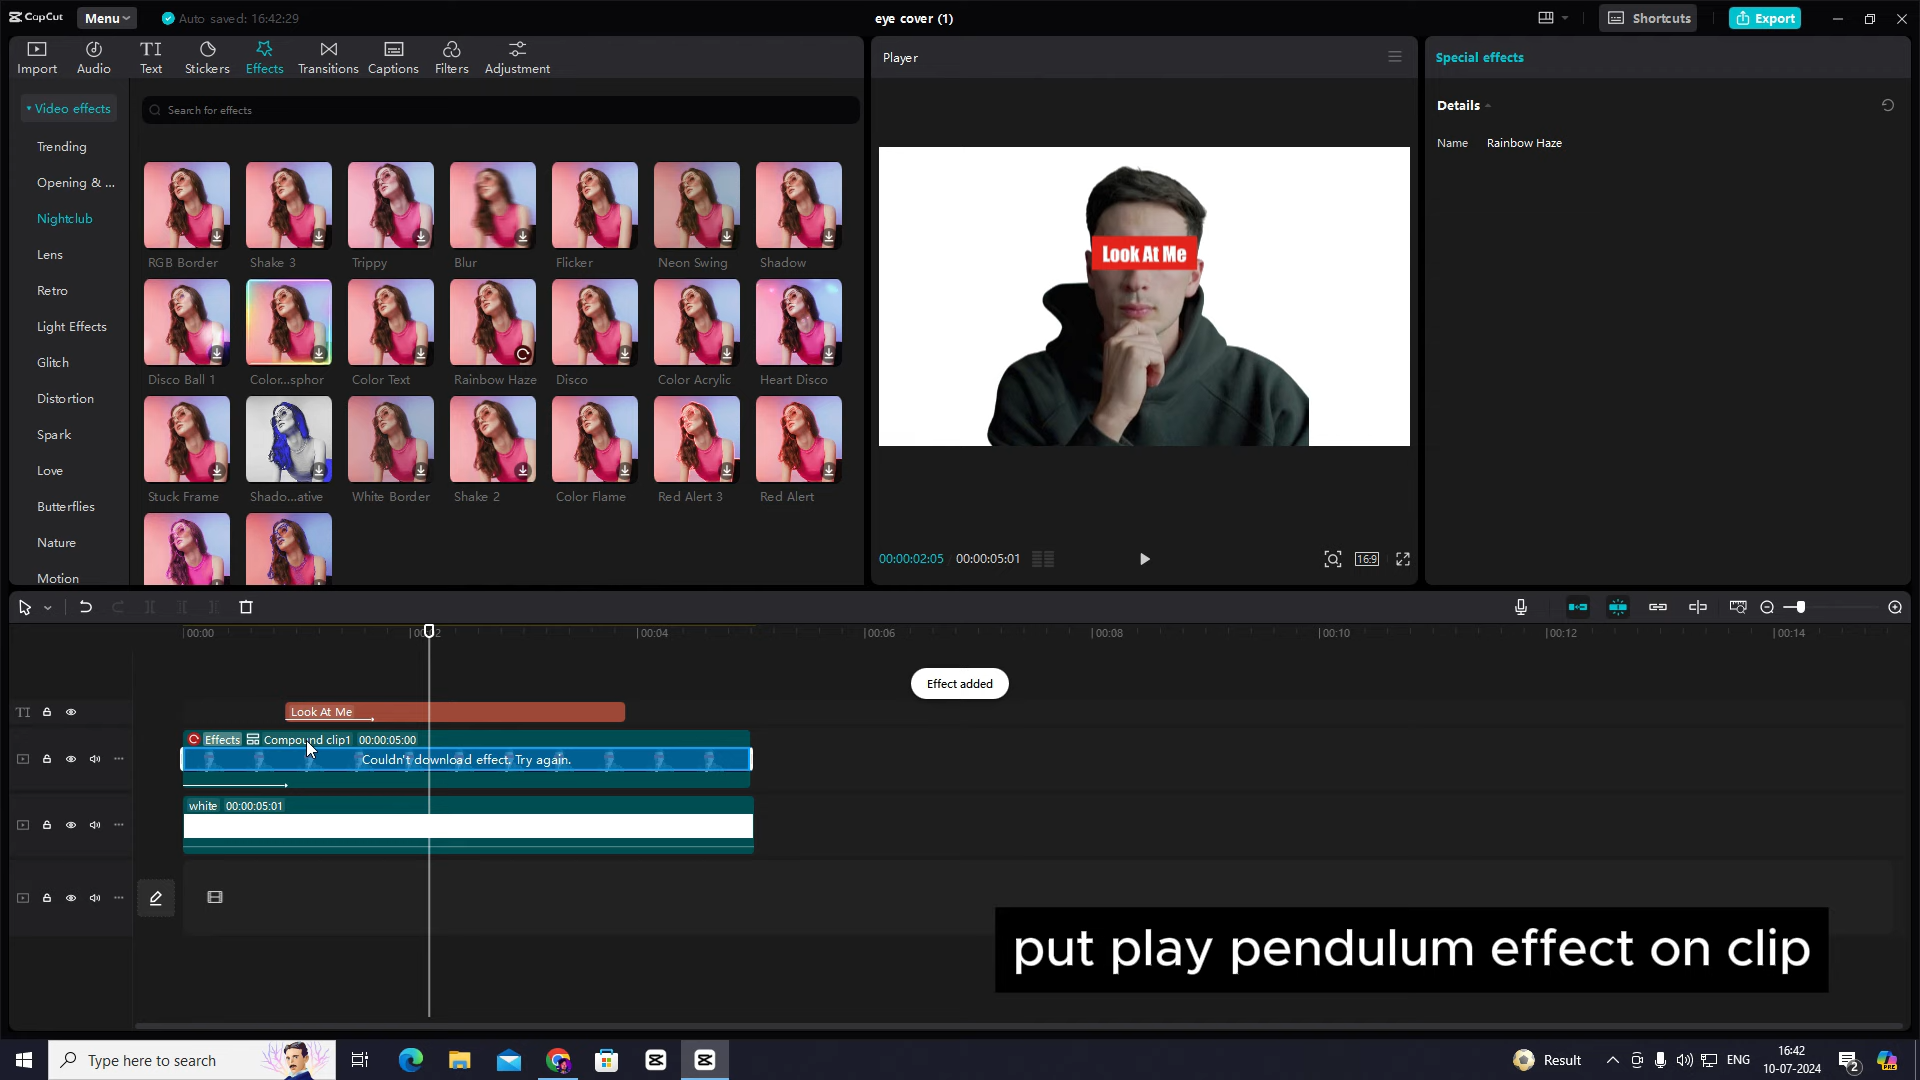 CapCut
Menu
Auto saved: 16:42:29
eye cover (1)
Shortcuts
Export
Import
Audio
TI
Text
Stickers
Effects
Transitions
Captions
Filters
Adjustment
Player
Special effects
Video effects
Search for effects
Details
Name
Rainbow Haze
Trending
Opening & ...
Nightclub
Lens
Retro
Light Effects
Glitch
Distortion
Spark
Love
Butterflies
Nature
Motion
RGB Border
Shake 3
Trippy
Blur
Flicker
Neon Swing
Shadow
Disco Ball 1
Color...sphor
Color Text
Rainbow Haze
Disco
Color Acrylic
Heart Disco
Stuck Frame
Shado...ative
White Border
Shake 2
Color Flame
Red Alert 3
Red Alert
Look At Me
00:00:02:05
00:00:05:01
16:9
00:00
00:04
00:06
00:08
00:10
00:12
00:14
Effect added
TI
Look At Me
Effects
Compound clip1
00:00:05:00
Couldn't download effect. Try again.
white
00:00:05:01
put play pendulum effect on clip
Type here to search
Result
ENG
16:42
10-07-2024
2
PRE